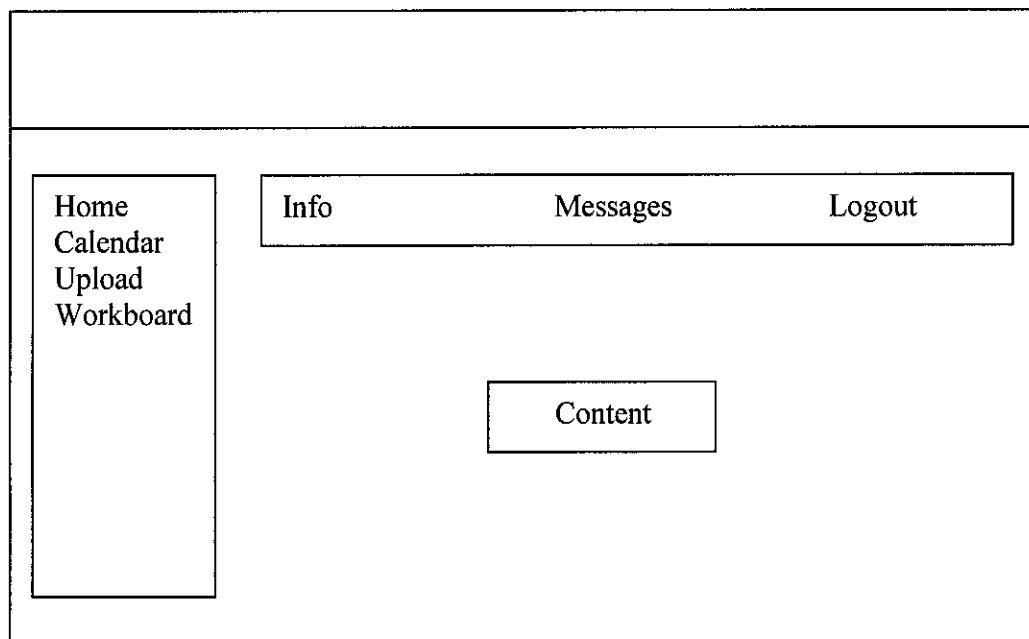 Home
Calendar
Upload
Workboard
Info Messages Logout
Content